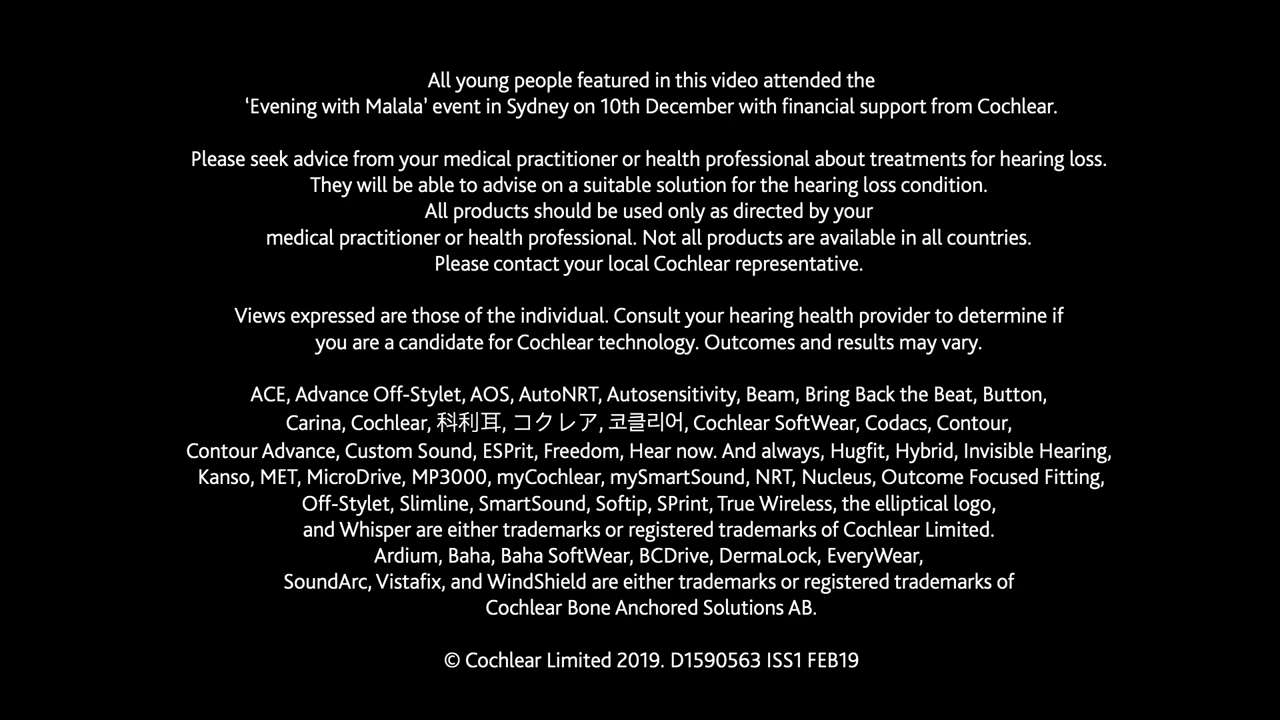 All young people featured in this video attended the
‘Evening with Malala’ event in Sydney on 10th December with financial support from Cochlear.
Please seek advice from your medical practitioner or health professional about treatments for hearing loss.
They will be able to advise on a suitable solution for the hearing loss condition.
All products should be used only as directed by your
medical practitioner or health professional. Not all products are available in all countries.
Please contact your local Cochlear representative.
Views expressed are those of the individual. Consult your hearing health provider to determine if
you are a candidate for Cochlear technology. Outcomes and results may vary.
ACE, Advance Off-Stylet, AOS, AutoNRT, Autosensitivity, Beam, Bring Back the Beat, Button,
Carina, Cochlear, 科利耳, コクレア, 코클리어, Cochlear SoftWear, Codacs, Contour,
Contour Advance, Custom Sound, ESPrit, Freedom, Hear now. And always, Hugfit, Hybrid, Invisible Hearing,
Kanso, MET, MicroDrive, MP3000, myCochlear, mySmartSound, NRT, Nucleus, Outcome Focused Fitting,
Off-Stylet, Slimline, SmartSound, Softip, SPrint, True Wireless, the elliptical logo,
and Whisper are either trademarks or registered trademarks of Cochlear Limited.
Ardium, Baha, Baha SoftWear, BCDrive, DermaLock, EveryWear,
SoundArc, Vistafix, and WindShield are either trademarks or registered trademarks of
Cochlear Bone Anchored Solutions AB.
© Cochlear Limited 2019. D1590563 ISS1 FEB19